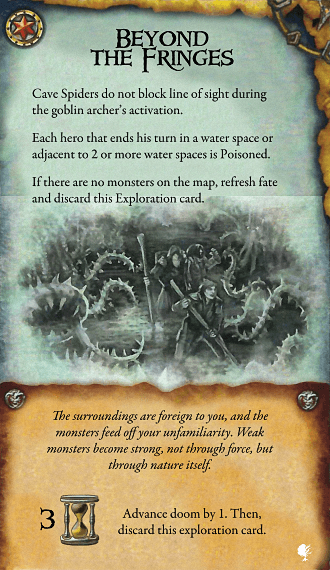 BEYOND
THE FRINGES
Cave Spiders do not block line of sight during
the goblin archer's activation.
Each hero that ends his turn in a water space or
adjacent to 2 or more water spaces is Poisoned.
If there are no monsters on the map, refresh fate
and discard this Exploration card.
The surroundings are foreign to you, and the
monsters feed off your unfamiliarity. Weak
monsters become strong, not through force, but
through nature itself.
3
Advance doom by 1. Then,
discard this exploration card.